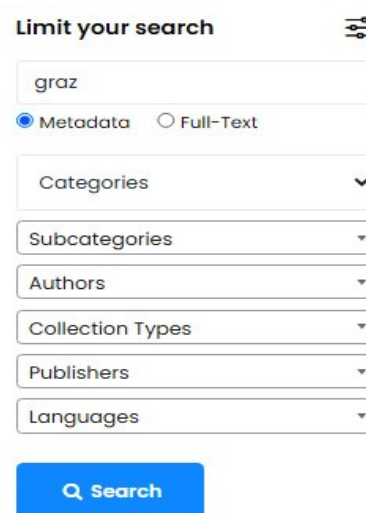 Limit your search
graz
Metadata Full-Text
Categories
Subcategories
Authors
Collection Types
Publishers
Languages
Search